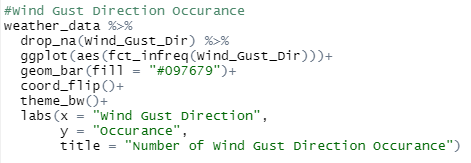 #Wind Gust Direction Occurance
weather_data %>%
  drop_na(Wind_Gust_Dir) %>%
  ggplot(aes(fct_infreq(Wind_Gust_Dir)))+
  geom_bar(fill = "#097679")+
  coord_flip()+
  theme_bw()+
  labs(x = "Wind Gust Direction",
       y = "Occurance",
       title = "Number of Wind Gust Direction Occurance")